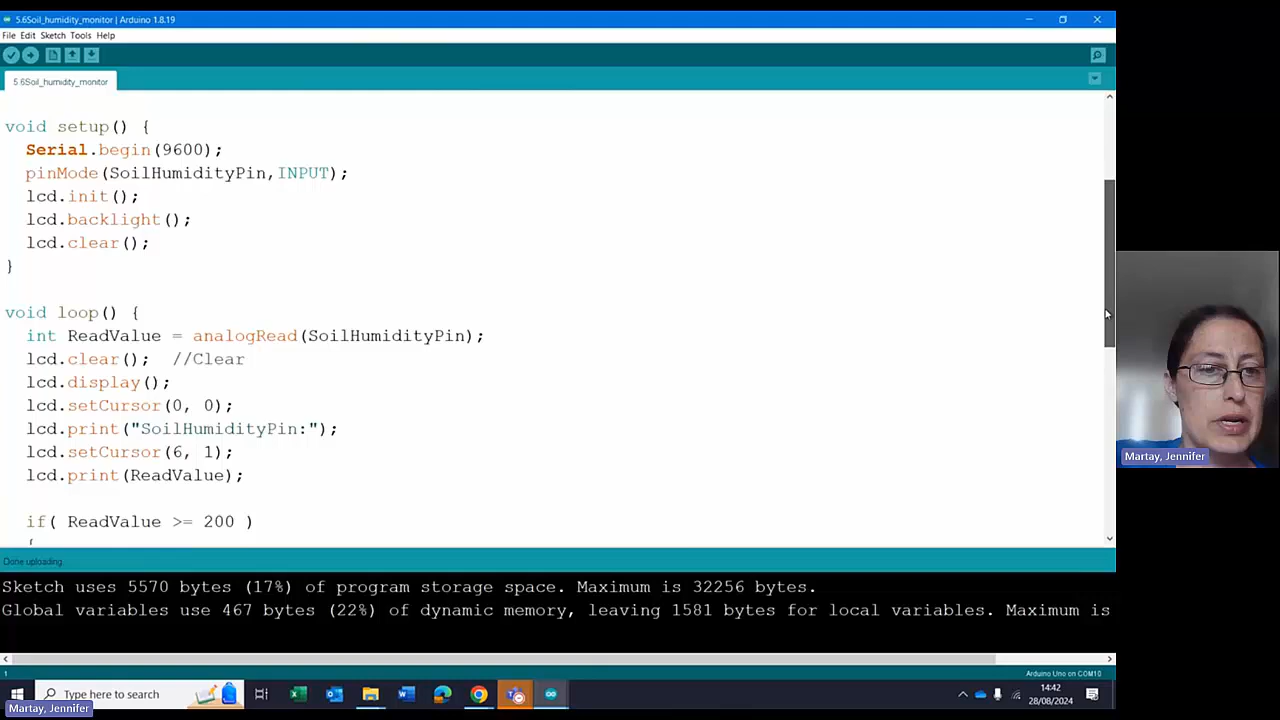 5.6Soil_humidity_monitor | Arduino 1.8.19
File Edit Sketch Tools Help
5.6Soil_humidity_monitor
void setup() {
Serial.begin(9600);
pinMode(SoilHumidityPin,INPUT);
lcd.init();
lcd.backlight();
lcd.clear();
}
void loop() {
int ReadValue = analogRead(SoilHumidityPin);
lcd.clear();  //Clear
lcd.display();
lcd.setCursor(0, 0);
lcd.print("SoilHumidityPin:");
lcd.setCursor(6, 1);
lcd.print(ReadValue);
if( ReadValue >= 200 )
{
Martay, Jennifer
Done uploading.
Sketch uses 5570 bytes (17%) of program storage space. Maximum is 32256 bytes.
Global variables use 467 bytes (22%) of dynamic memory, leaving 1581 bytes for local variables. Maximum is
1
Arduino Uno on COM10
Type here to search
14:42
28/08/2024
Martay, Jennifer